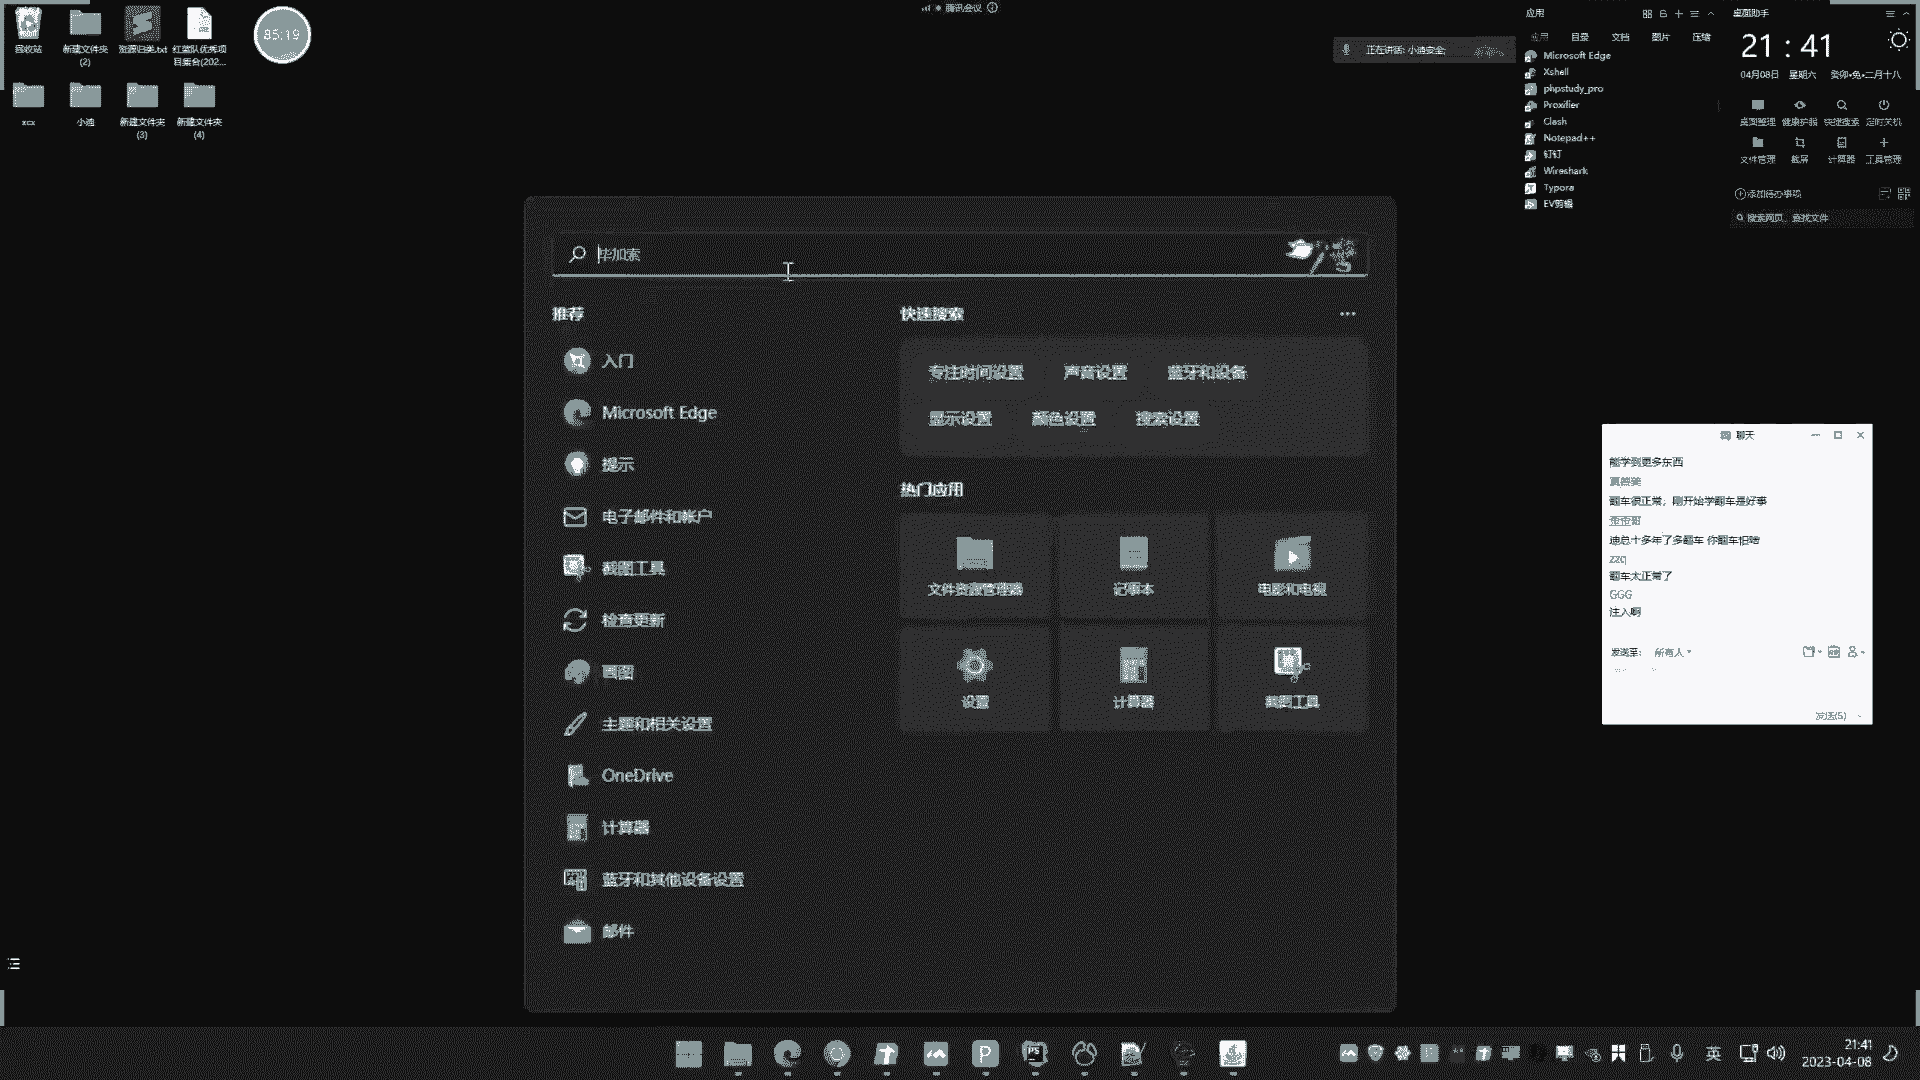 回收站
新建文件夹
(2)
资源归类.txt
红蓝队优秀项
目集合(202...
85:19
xcx
小迪
新建文件夹
(3)
新建文件夹
(4)
腾讯会议
正在讲话: 小迪安全;
应用
应用 目录 文档 图片 压缩
Microsoft Edge
Xshell
phpstudy_pro
Proxifier
Clash
Notepad++
钉钉
Wireshark
Typora
EV剪辑
桌面助手
21 : 41
04月08日 星期六 癸卯•兔•二月十八
桌面整理 健康护眼 快速搜索 定时关机
文件管理 截屏 计算器 工具管理
添加待办事项
搜索网页、查找文件
毕加索
推荐
入门
Microsoft Edge
提示
电子邮件和帐户
截图工具
检查更新
画图
主题和相关设置
OneDrive
计算器
蓝牙和其他设备设置
邮件
快速搜索
专注时间设置 声音设置 蓝牙和设备
显示设置 颜色设置 搜索设置
热门应用
文件资源管理器 记事本 电影和电视
设置 计算器 截图工具
聊天
能学到更多东西
翻车很正常，刚开始学翻车是好事
迪总十多年了多翻车 你翻车怕啥
zzq
翻车太正常了
GGG
注入啊
发送至: 所有人
发送(S)
英
21:41
2023-04-08